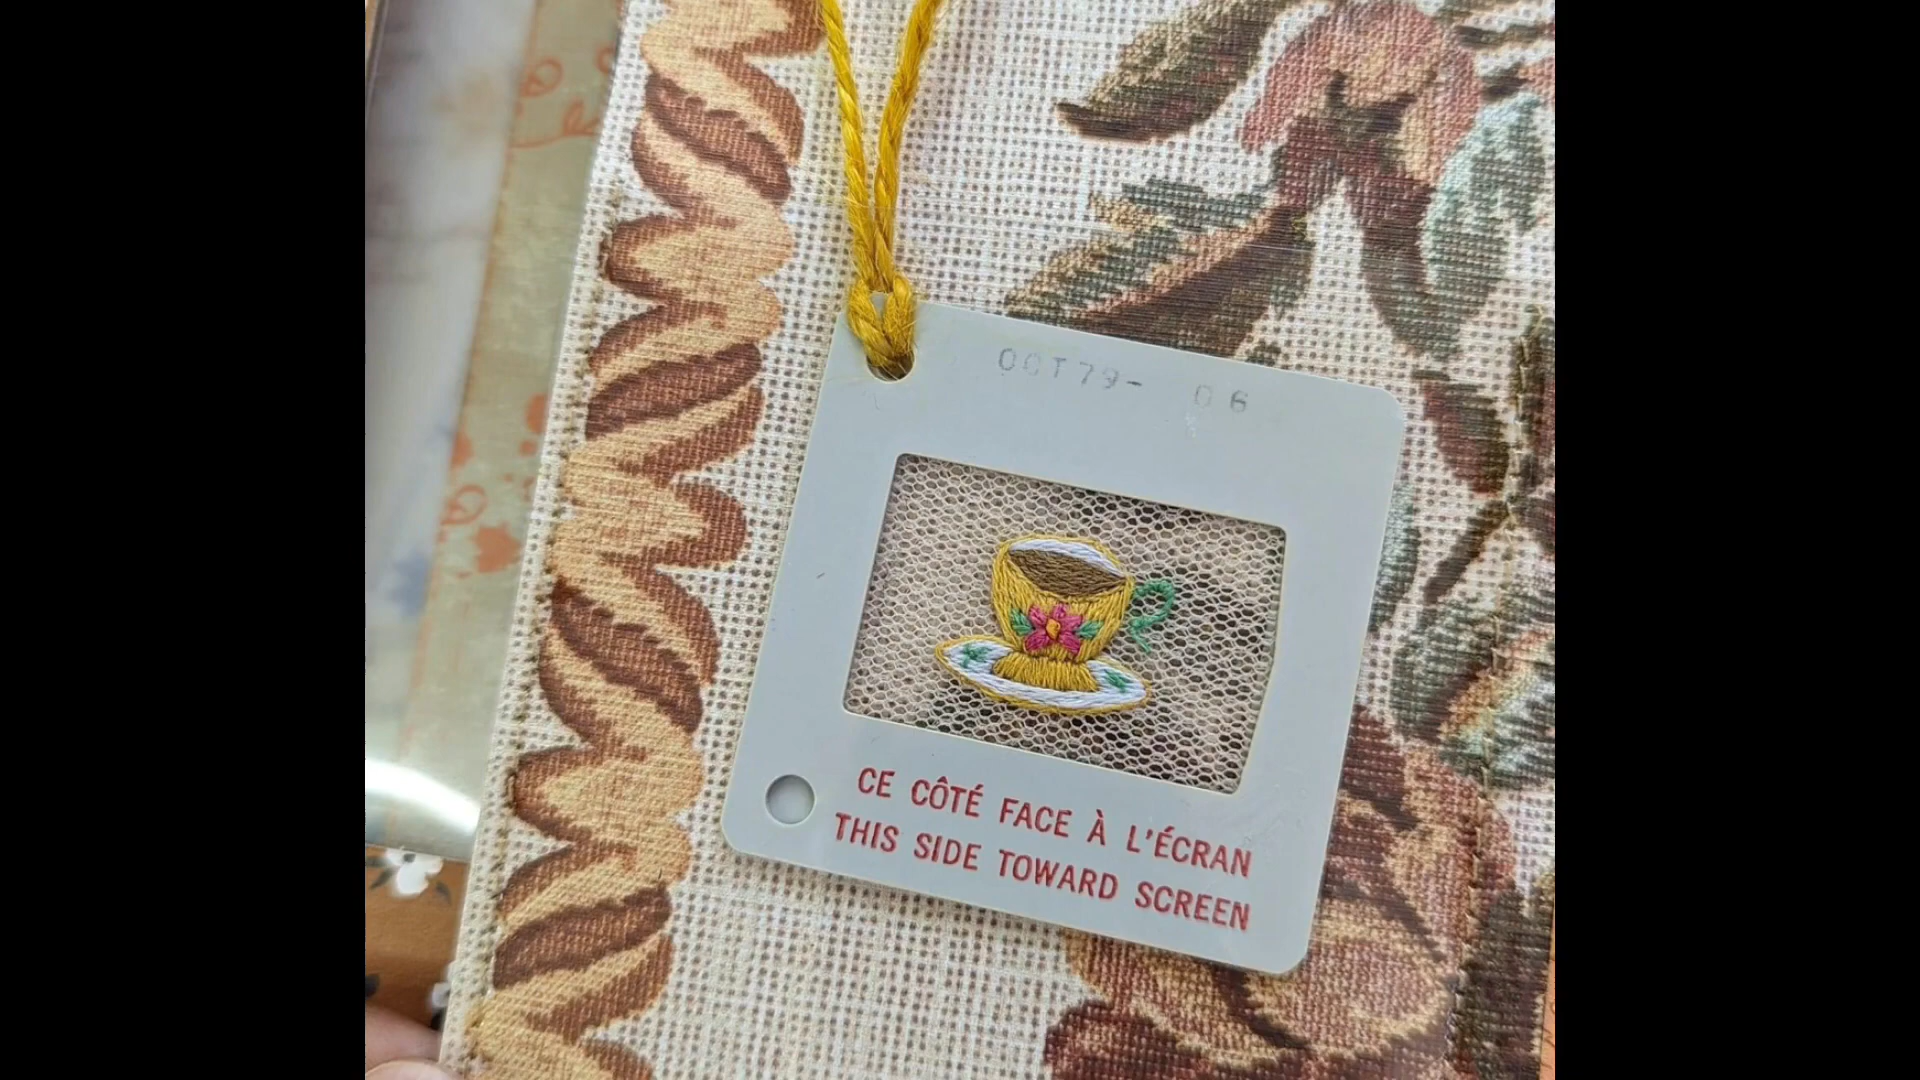 OCT79- 06
CE CÔTÉ FACE À L'ÉCRAN
THIS SIDE TOWARD SCREEN